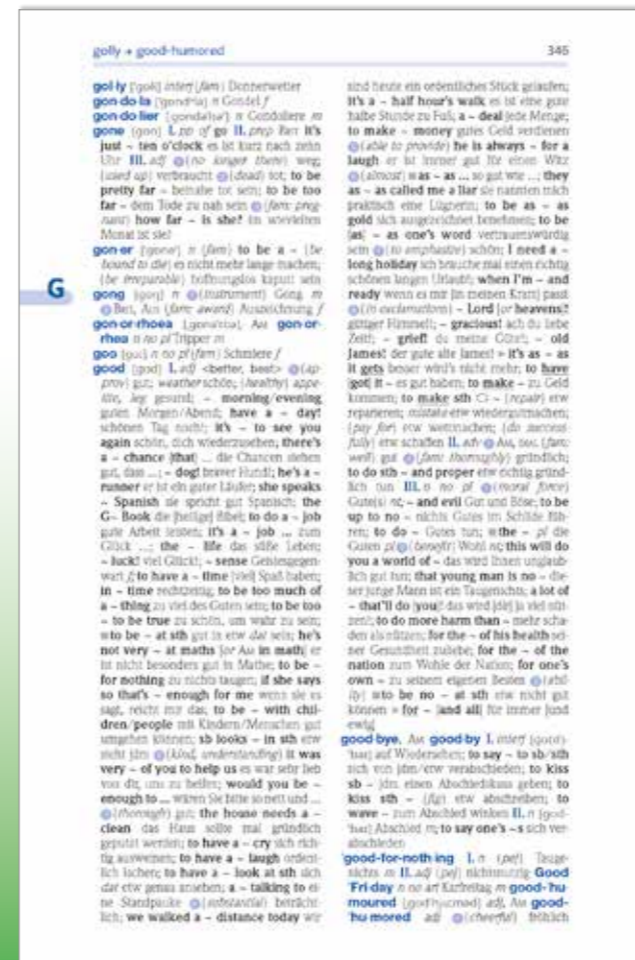 golly + good-humored 345
gol·ly interj (fam) Donnerwetter
gon·do·la n Gondel f
gon·do·lier n Gondoliere m
gone I. pp of go II. prep Brit it's
just ~ ten o'clock es ist kurz nach zehn
Uhr III. adj (no longer there) weg;
(used up) verbraucht (dead) tot; to be
pretty far ~ beinahe tot sein; to be too
far ~ dem Tode zu nah sein (fam: preg-
nant) how far ~ is she? im wievielten
Monat ist sie?
gon·er n (fam) to be a ~ (be
bound to die) es nicht mehr lange machen;
(be irreparable) hoffnungslos kaputt sein
G
gong n (instrument) Gong m
Brit, Aus (fam: award) Auszeichnung f
gon·or·rhoea, Am gon·or-
rhea n no pl Tripper m
goo n no pl (fam) Schmiere f
good I. adj <better, best> (ap-
prov) gut; weather schön; (healthy) appe-
tite, leg gesund; ~ morning/evening
guten Morgen/Abend; have a ~ day!
schönen Tag noch!; it's ~ to see you
again schön, dich wiederzusehen; there's
a ~ chance [that] ... die Chancen stehen
gut, dass ...; ~ dog! braver Hund!; he's a ~
runner er ist ein guter Läufer; she speaks
~ Spanish sie spricht gut Spanisch; the
G~ Book die [heilige] Bibel; to do a ~ job
gute Arbeit leisten; it's a ~ job ... zum
Glück ...; the ~ life das süße Leben;
~ luck! viel Glück!; ~ sense Geistesgegen-
wart f; to have a ~ time [viel] Spaß haben;
in ~ time rechtzeitig; to be too much of
a ~ thing zu viel des Guten sein; to be too
~ to be true zu schön, um wahr zu sein;
to be ~ at sth gut in etw dat sein; he's
not very ~ at maths [or Am in math] er
ist nicht besonders gut in Mathe; to be ~
for nothing zu nichts taugen; if she says
so that's ~ enough for me wenn sie es
sagt, reicht mir das; to be ~ with chil-
dren/people mit Kindern/Menschen gut
umgehen können; sb looks ~ in sth etw
steht jdm (kind, understanding) it was
very ~ of you to help us es war sehr lieb
von dir, uns zu helfen; would you be ~
enough to ... wären Sie bitte so nett und ...
(thorough) gut; the house needs a ~
clean das Haus sollte mal gründlich
geputzt werden; to have a ~ cry sich rich-
tig ausweinen; to have a ~ laugh ordent-
lich lachen; to have a ~ look at sth sich
dat etw genau ansehen; a ~ talking to ei-
ne Standpauke (substantial) beträcht-
lich; we walked a ~ distance today wir
sind heute ein ordentliches Stück gelaufen;
it's a ~ half hour's walk es ist eine gute
halbe Stunde zu Fuß; a ~ deal jede Menge;
to make ~ money gutes Geld verdienen
(able to provide) he is always ~ for a
laugh er ist immer gut für einen Witz
(almost) as ~ as ... so gut wie ...; they
as ~ as called me a liar sie nannten mich
praktisch eine Lügnerin; to be as ~ as
gold sich ausgezeichnet benehmen; to be
[as] ~ as one's word vertrauenswürdig
sein (to emphasize) schön; I need a ~
long holiday ich brauche mal einen richtig
schönen langen Urlaub!; when I'm ~ and
ready wenn es mir [in meinen Kram] passt
(in exclamations) ~ Lord [or heavens]!
gütiger Himmel!; ~ gracious! ach du liebe
Zeit!; ~ grief! du meine Güte!; ~ old
James! der gute alte James! it's as ~ as
it gets besser wird's nicht mehr; to have
[got] it ~ es gut haben; to make ~ zu Geld
kommen; to make sth ~ (repair) etw
reparieren; mistake etw wiedergutmachen;
(pay for) etw wettmachen; (do success-
fully) etw schaffen II. adv Am, (fam:
well) gut (fam: thoroughly) gründlich;
to do sth ~ and proper etw richtig gründ-
lich tun III. n no pl (moral force)
Gute(s) nt; ~ and evil Gut und Böse; to be
up to no ~ nichts Gutes im Schilde füh-
ren; to do ~ Gutes tun; the ~ pl die
Guten pl (benefit) Wohl nt; this will do
you a world of ~ das wird Ihnen unglaub-
lich gut tun; that young man is no ~ die-
ser junge Mann ist ein Taugenichts; a lot of
~ that'll do [you]! das wird [dir] ja viel nüt-
zen!; to do more harm than ~ mehr scha-
den als nützen; for the ~ of his health sei-
ner Gesundheit zuliebe; for the ~ of the
nation zum Wohle der Nation; for one's
own ~ zu seinem eigenen Besten (abil-
ity) to be no ~ at sth etw nicht gut
können for ~ [and all] für immer [und
ewig]
good·bye, Am good·by I. interj
auf Wiedersehen; to say ~ to sb/sth
sich von jdm/etw verabschieden; to kiss
sb ~ jdm einen Abschiedskuss geben; to
kiss sth ~ (fig) etw abschreiben; to
wave ~ zum Abschied winken II. n
Abschied m; to say one's ~s sich ver-
abschieden
good-for-noth·ing I. n (pej) Tauge-
nichts m II. adj (pej) nichtsnutzig Good
Fri·day n no art Karfreitag m good-hu-
moured adj, Am good-
hu·mored adj (cheerful) fröhlich